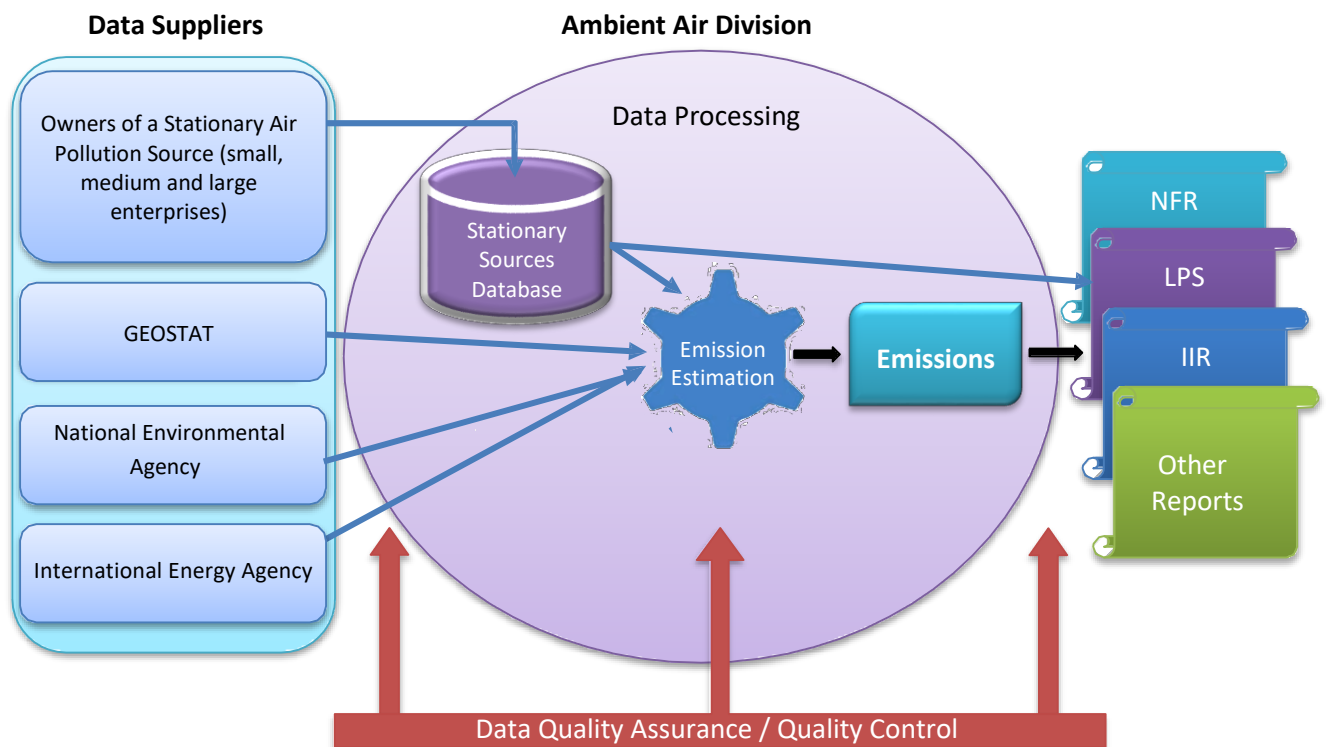 Data Suppliers
Ambient Air Division
Owners of a Stationary Air
Pollution Source (small,
medium and large
enterprises)
GEOSTAT
National Environmental
Agency
International Energy Agency
Data Processing
Stationary
Sources
Database
Emission
Estimation
Emissions
NFR
LPS
IIR
Other
Reports
Data Quality Assurance / Quality Control